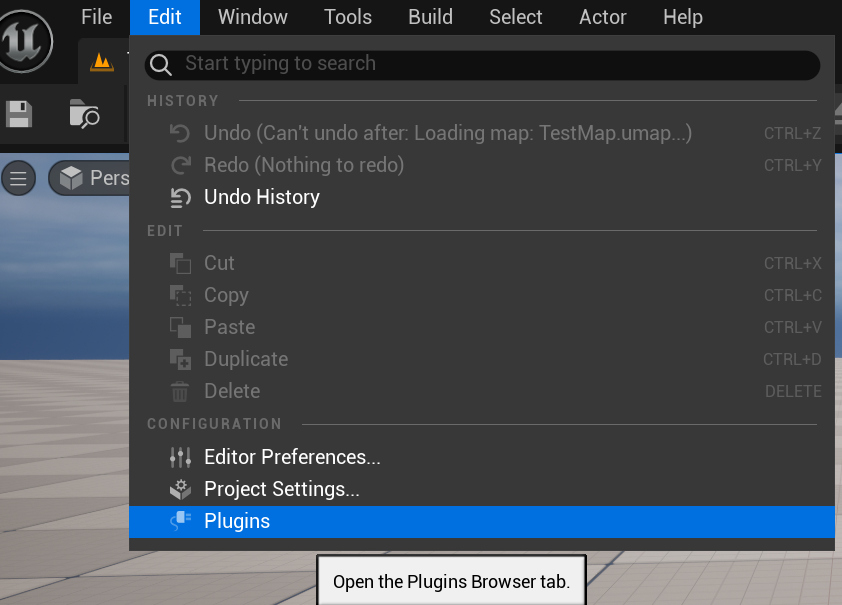 File Edit Window Tools Build Select Actor Help
Start typing to search
HISTORY
Undo (Can't undo after: Loading map: TestMap.umap...) CTRL+Z
Redo (Nothing to redo) CTRL+Y
Pers
Undo History
EDIT
Cut CTRL+X
Copy CTRL+C
Paste CTRL+V
Duplicate CTRL+D
Delete DELETE
CONFIGURATION
Editor Preferences...
Project Settings...
Plugins
Open the Plugins Browser tab.